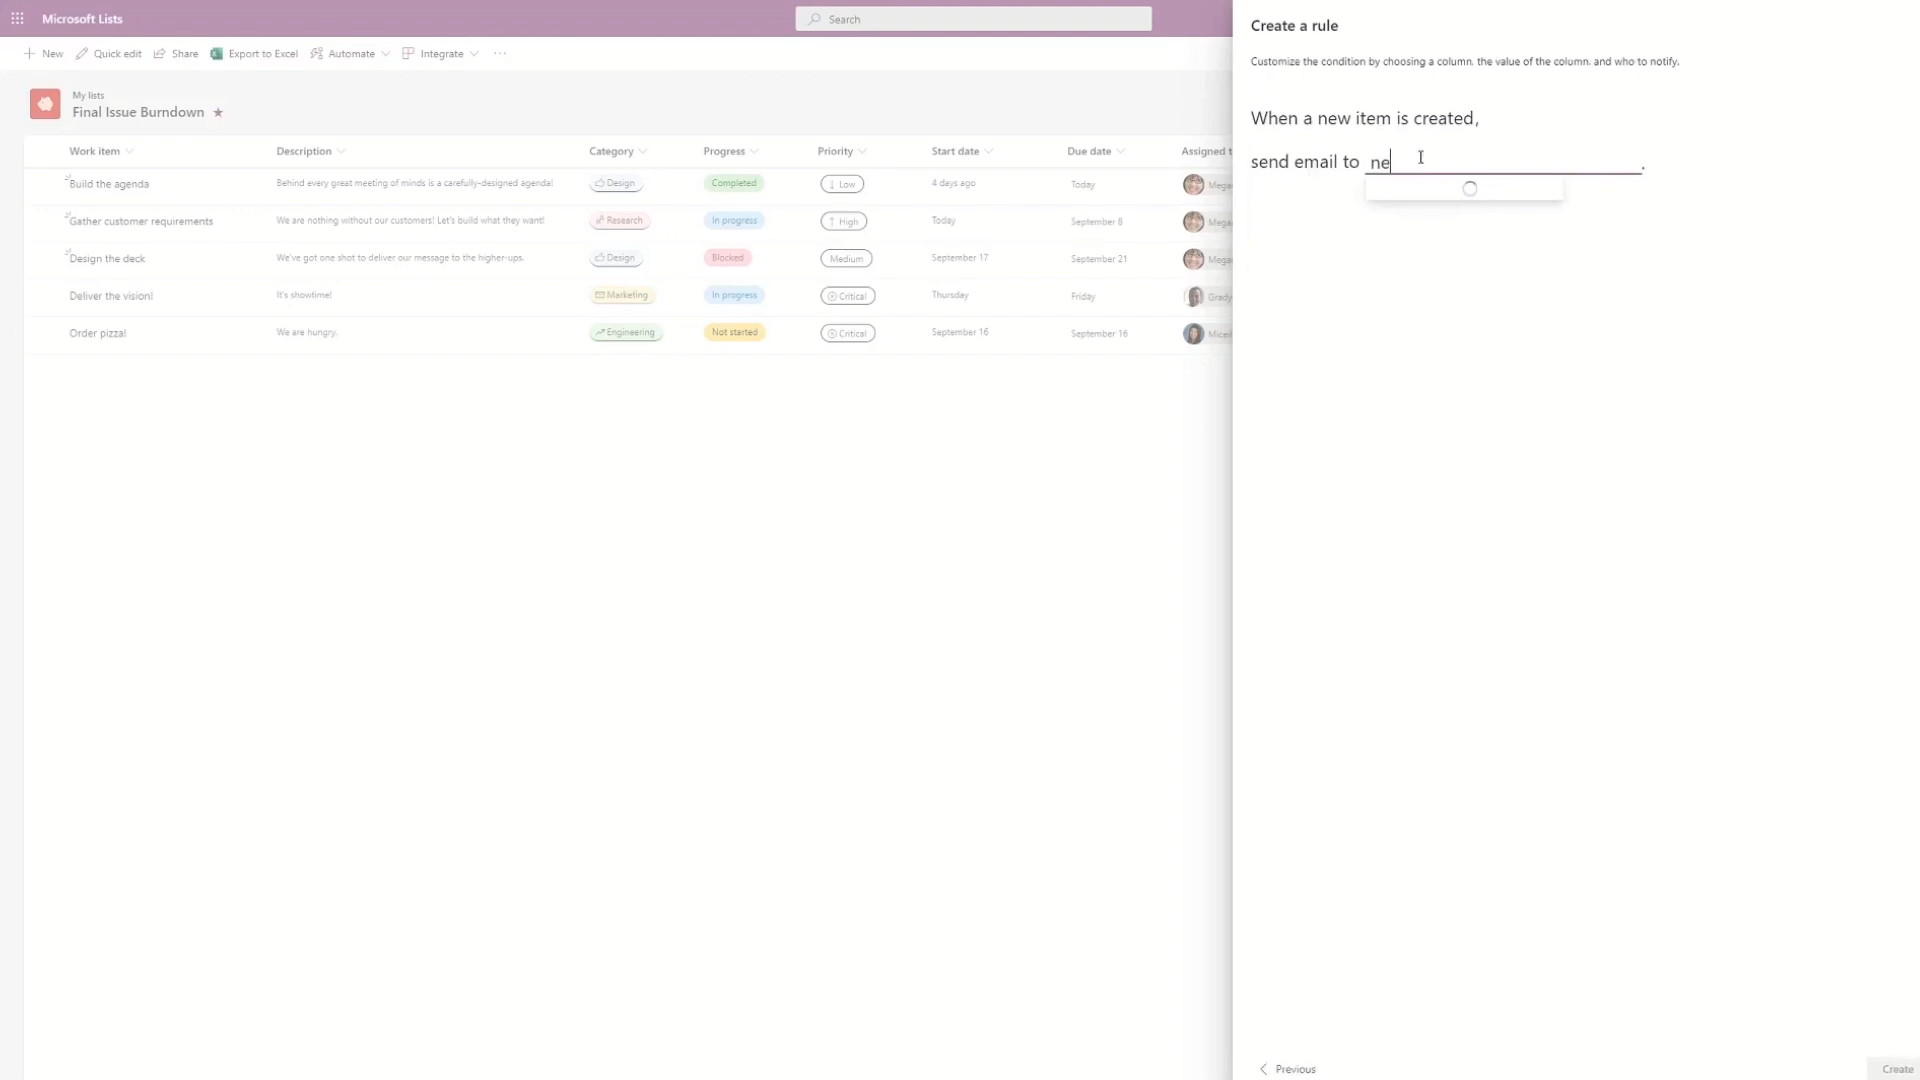 Microsoft Lists
Search
New Quick edit Share Export to Excel Automate Integrate ...
My lists
Final Issue Burndown
Work item Description Category Progress Priority Start date Due date Assigned t
Build the agenda Behind every great meeting of minds is a carefully-designed agenda! Design Completed Low 4 days ago Today Mega
Gather customer requirements We are nothing without our customers! Let's build what they want! Research In progress High Today September 8 Mega
Design the deck We've got one shot to deliver our message to the higher-ups. Design Blocked Medium September 17 September 21 Mega
Deliver the vision! It's showtime! Marketing In progress Critical Thursday Friday Grady
Order pizza! We are hungry. Engineering Not started Critical September 16 September 16 Micei
Create a rule
Customize the condition by choosing a column, the value of the column, and who to notify.
When a new item is created,
send email to ne .
Previous Create